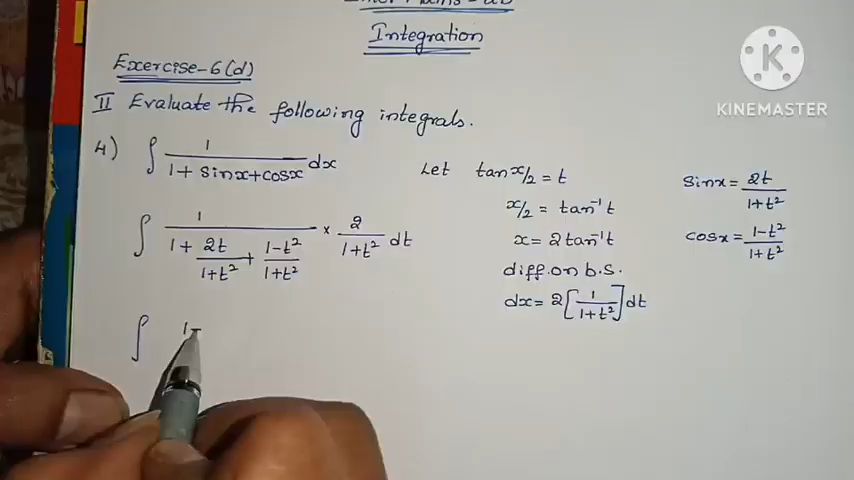 Integration
Exercise-6(d)
II Evaluate the following integrals.
4) ∫ 1/(1+sinx+cosx) dx
Let tan x/2 = t
x/2 = tan⁻¹t
x = 2tan⁻¹t
diff.on b.s.
dx = 2[1/(1+t²)]dt
sinx = 2t/(1+t²)
cosx = (1-t²)/(1+t²)
∫ 1/(1 + 2t/(1+t²) + (1-t²)/(1+t²)) × 2/(1+t²) dt
∫ 1
KINEMASTER